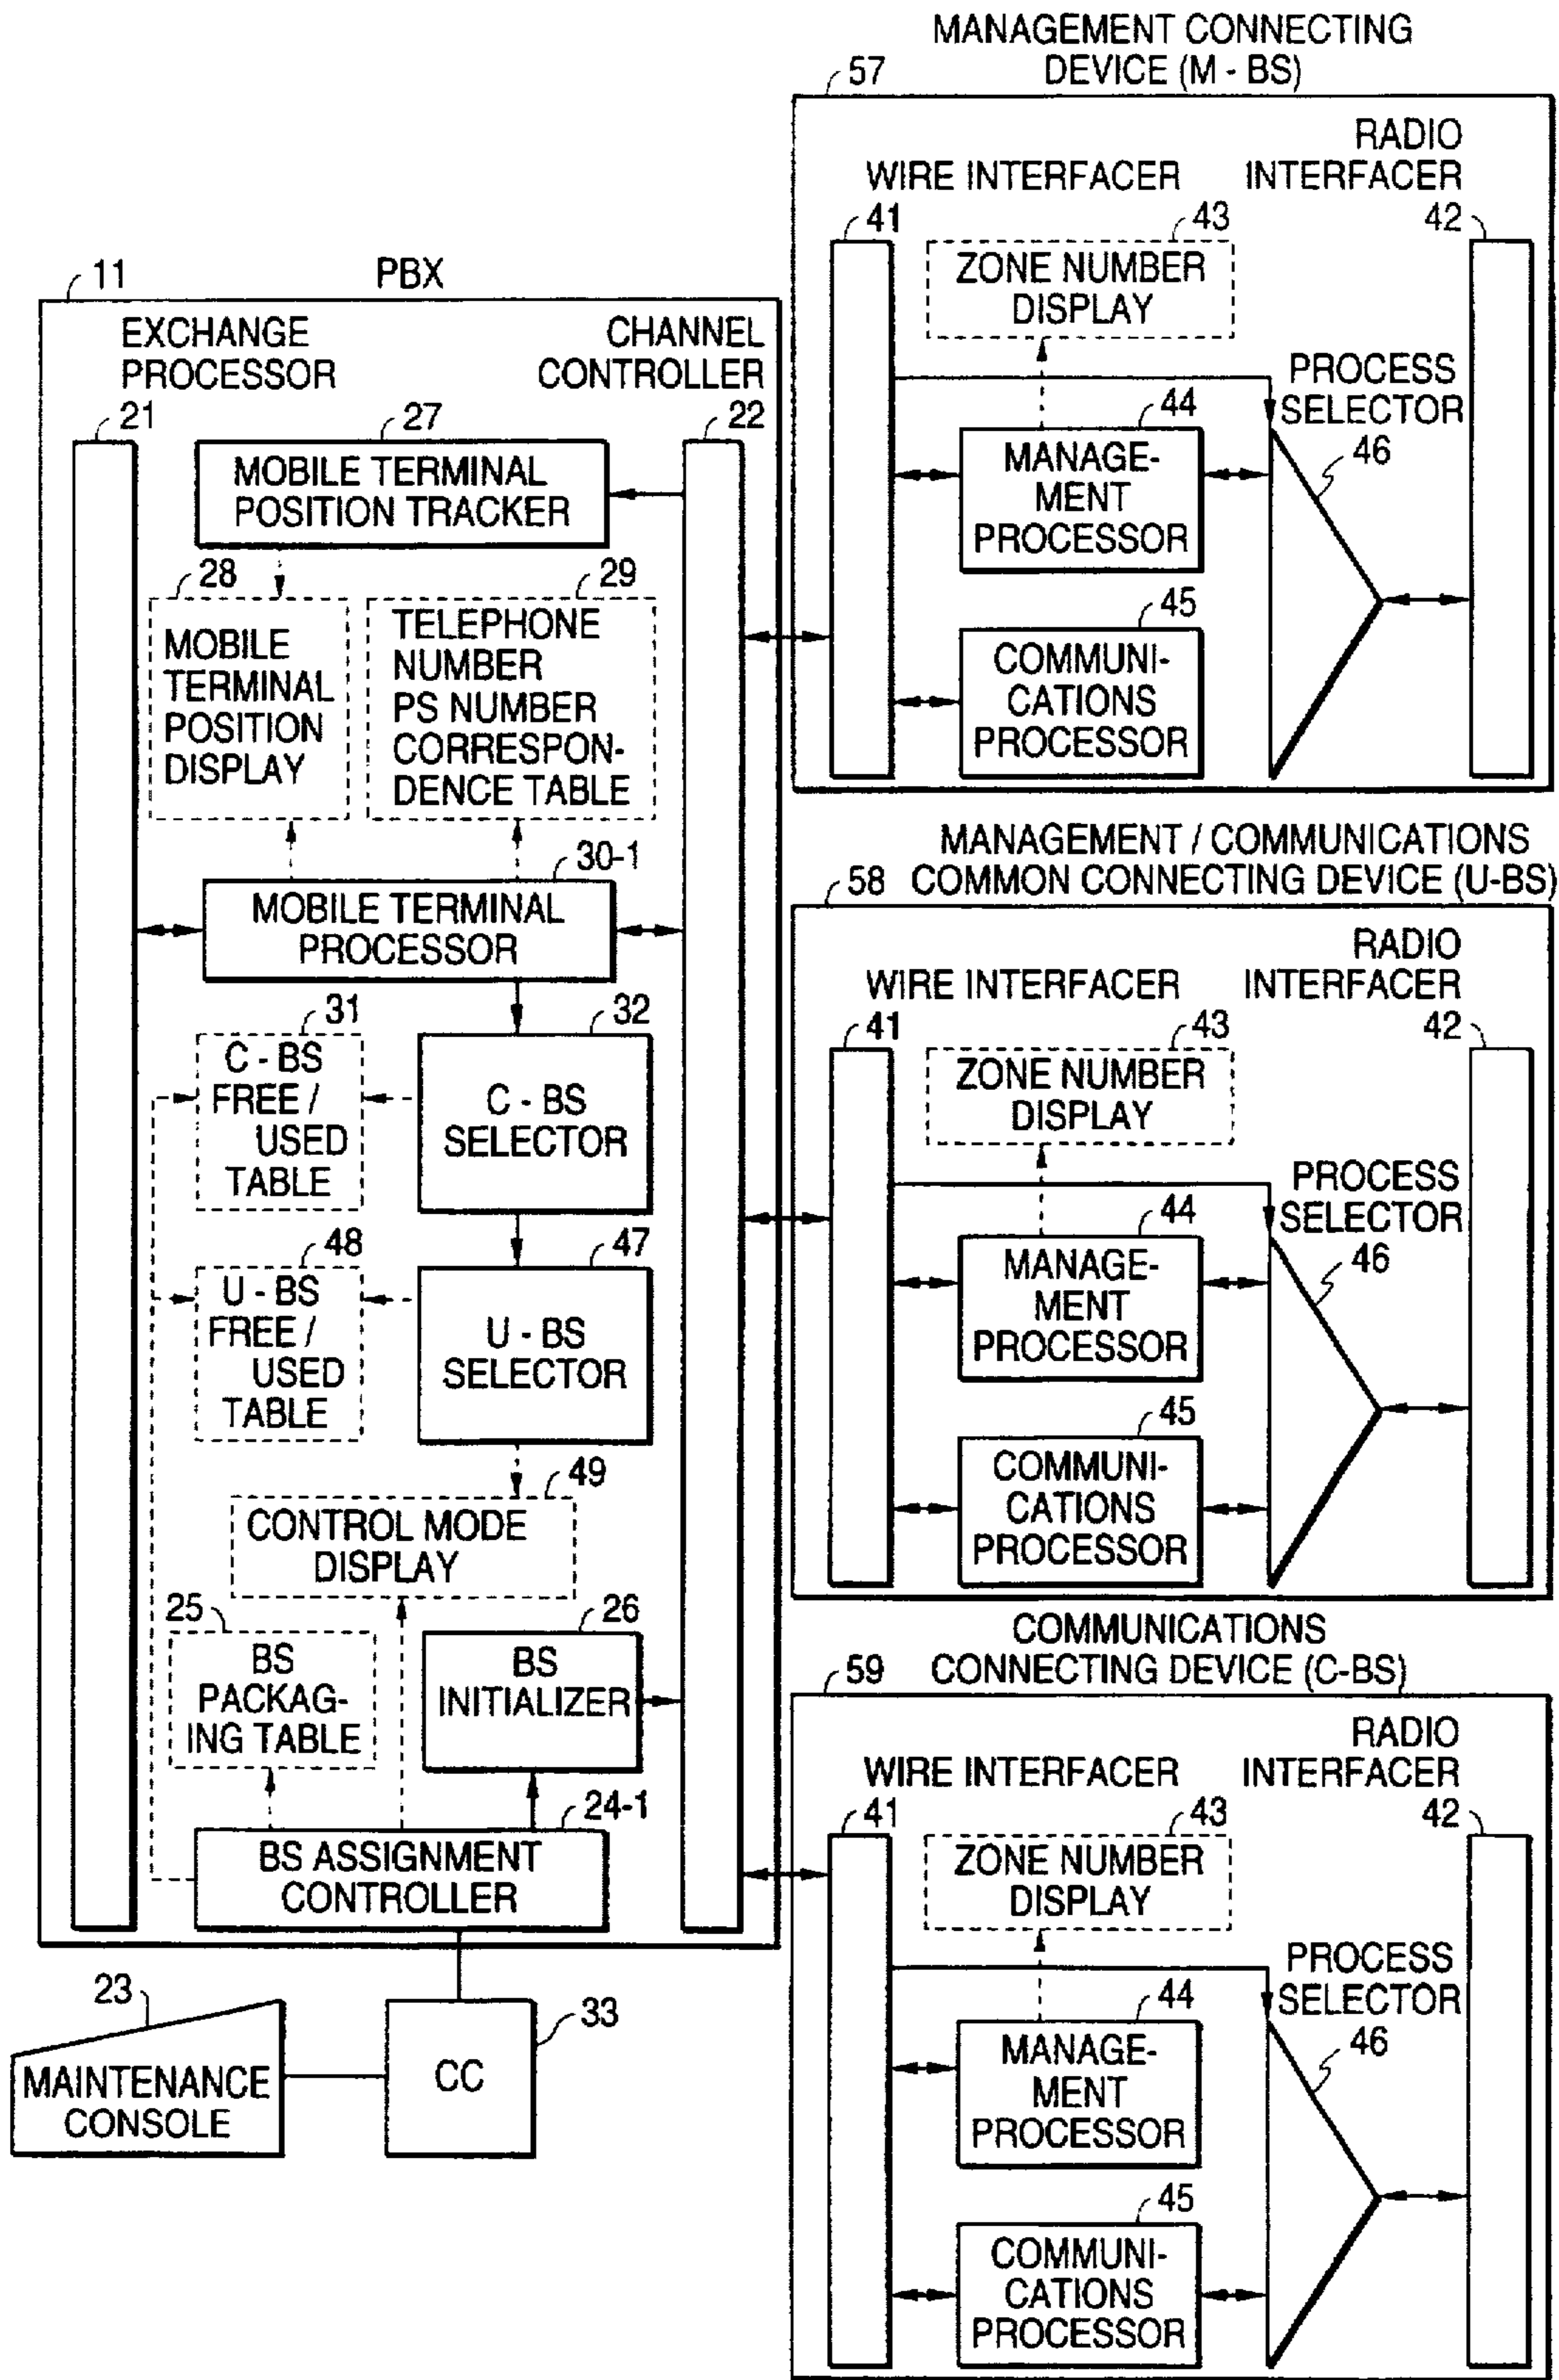 MANAGEMENT CONNECTING
DEVICE (M - BS)
57
RADIO
INTERFACER
WIRE INTERFACER
41
43
42
ZONE NUMBER
DISPLAY
PROCESS
SELECTOR
44
46
MANAGE-
MENT
PROCESSOR
45
COMMUNI-
CATIONS
PROCESSOR
11
PBX
EXCHANGE
PROCESSOR
CHANNEL
CONTROLLER
21
27
22
MOBILE TERMINAL
POSITION TRACKER
28
29
MOBILE
TERMINAL
POSITION
DISPLAY
TELEPHONE
NUMBER
PS NUMBER
CORRESPON-
DENCE TABLE
30-1
MOBILE TERMINAL
PROCESSOR
31
32
C - BS
FREE /
USED
TABLE
C - BS
SELECTOR
48
47
U - BS
FREE /
USED
TABLE
U - BS
SELECTOR
49
CONTROL MODE
DISPLAY
25
26
BS
PACKAG-
ING TABLE
BS
INITIALIZER
24-1
BS ASSIGNMENT
CONTROLLER
23
33
MAINTENANCE
CONSOLE
CC
MANAGEMENT / COMMUNICATIONS
58 COMMON CONNECTING DEVICE (U-BS)
RADIO
INTERFACER
WIRE INTERFACER
41
43
42
ZONE NUMBER
DISPLAY
PROCESS
SELECTOR
44
46
MANAGE-
MENT
PROCESSOR
45
COMMUNI-
CATIONS
PROCESSOR
COMMUNICATIONS
59 CONNECTING DEVICE (C-BS)
RADIO
INTERFACER
WIRE INTERFACER
41
43
42
ZONE NUMBER
DISPLAY
PROCESS
SELECTOR
44
46
MANAGE-
MENT
PROCESSOR
45
COMMUNI-
CATIONS
PROCESSOR